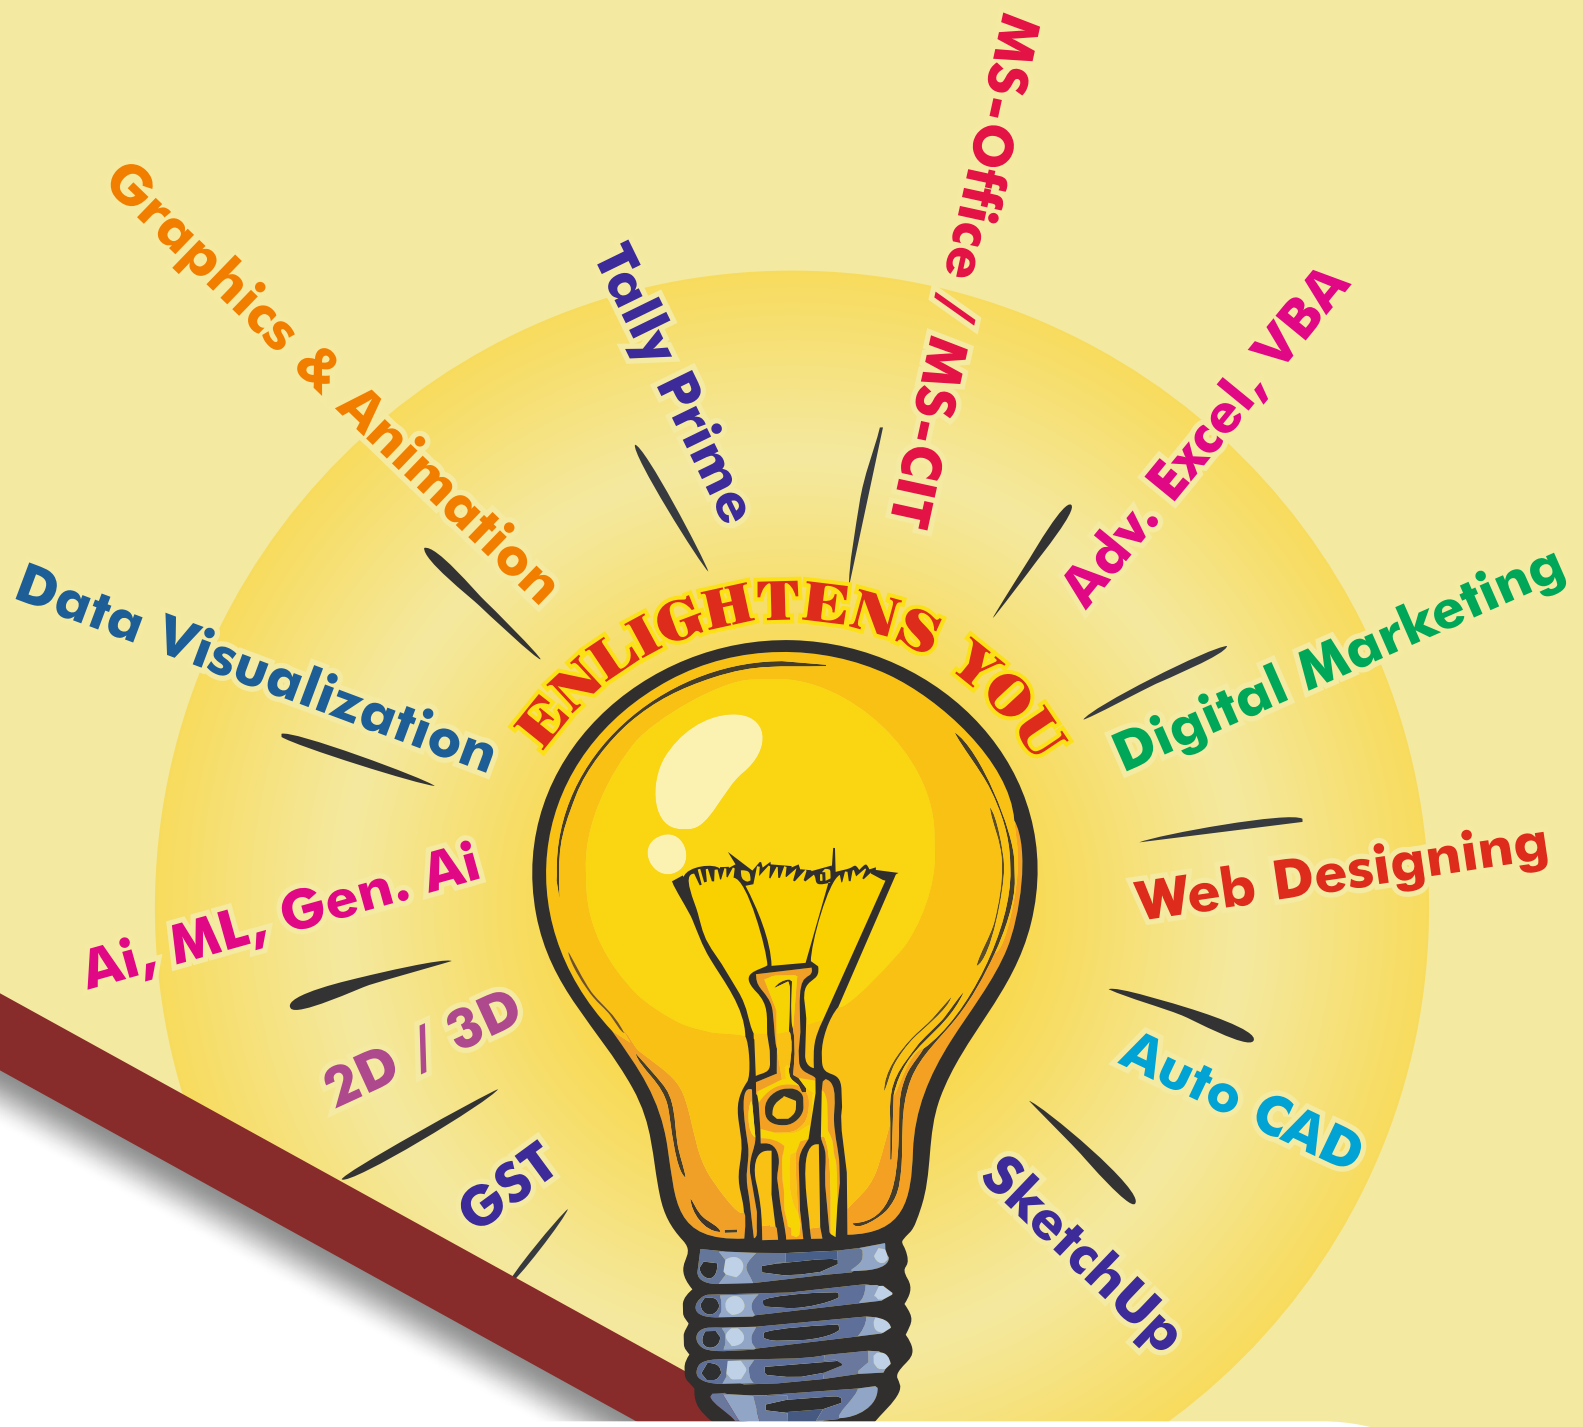 GST
2D / 3D
Ai, ML, Gen. Ai
Data Visualization
Graphics & Animation
Tally Prime
MS-Office / MS-CIT
Adv. Excel, VBA
Digital Marketing
Web Designing
Auto CAD
SketchUp
ENLIGHTENS YOU